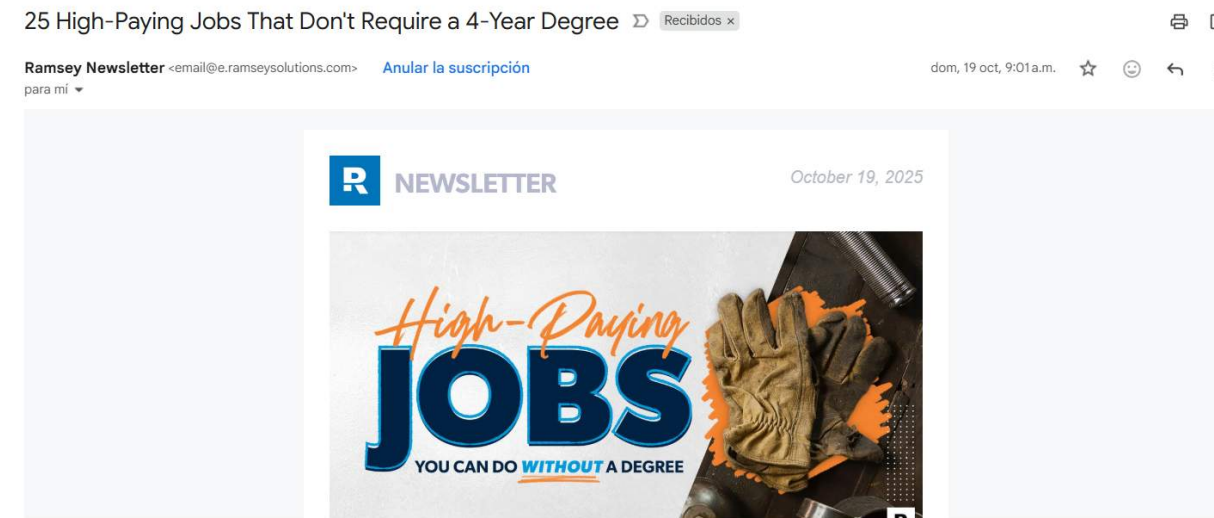 25 High-Paying Jobs That Don't Require a 4-Year Degree Recibidos ×
Ramsey Newsletter <email@e.ramseysolutions.com> Anular la suscripción dom, 19 oct, 9:01 a.m.
para mí
R NEWSLETTER October 19, 2025
High-Paying
JOBS
YOU CAN DO WITHOUT A DEGREE